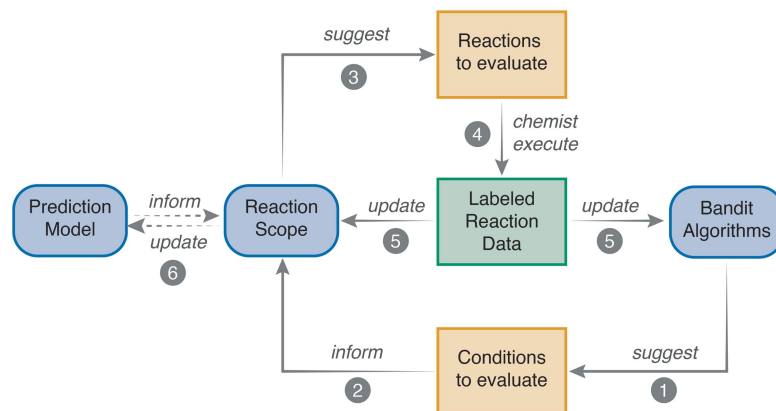 suggest
3
Reactions
to evaluate
4
chemist
execute
Prediction
Model
inform
update
6
Reaction
Scope
update
5
Labeled
Reaction
Data
update
5
Bandit
Algorithms
inform
2
Conditions
to evaluate
suggest
1